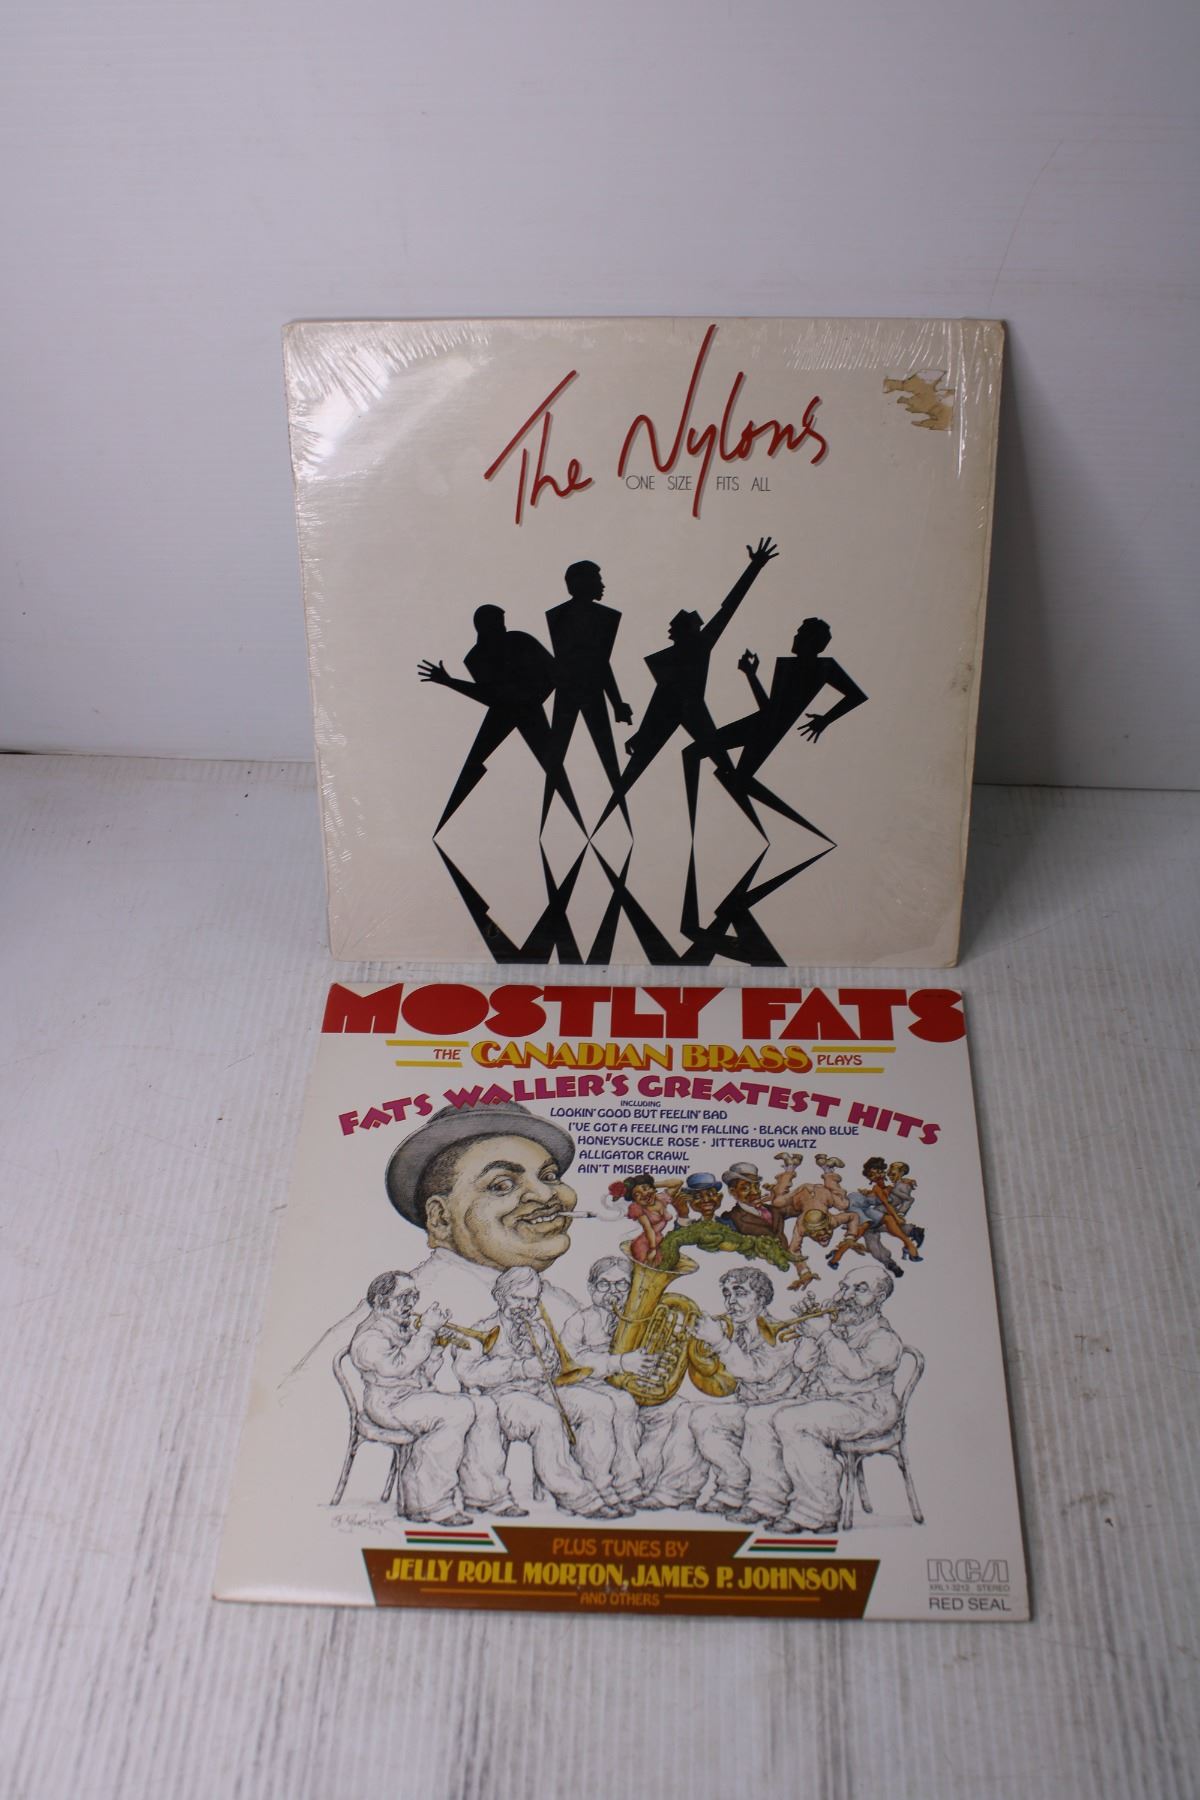 The Nylons
ONE SIZE FITS ALL
MOSTLY FATS
THE CANADIAN BRASS PLAYS
FATS WALLER'S GREATEST HITS
INCLUDING
LOOKIN' GOOD BUT FEELIN' BAD
I'VE GOT A FEELING I'M FALLING · BLACK AND BLUE
HONEYSUCKLE ROSE · JITTERBUG WALTZ
ALLIGATOR CRAWL
AIN'T MISBEHAVIN'
PLUS TUNES BY
JELLY ROLL MORTON, JAMES P. JOHNSON
AND OTHERS
RCA
XRL1-3212 STEREO
RED SEAL